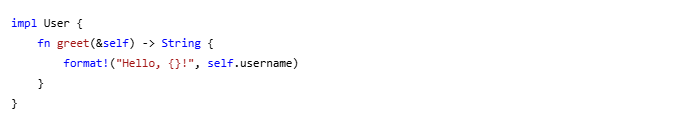 impl User {
    fn greet(&self) -> String {
        format!("Hello, {}!", self.username)
    }
}